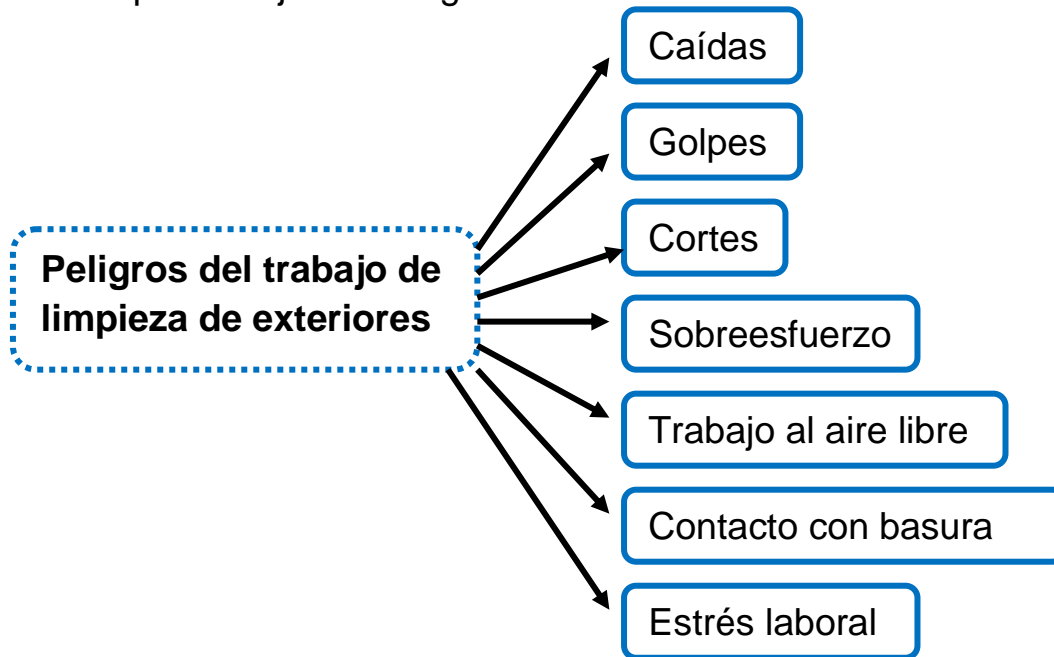 Caídas
Golpes
Cortes
Peligros del trabajo de
limpieza de exteriores
Sobreesfuerzo
Trabajo al aire libre
Contacto con basura
Estrés laboral